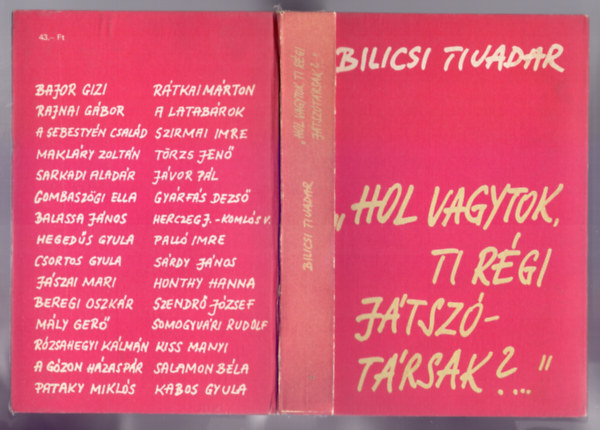 43.- Ft
BAJOR GIZI
RAJNAI GÁBOR
A SEBESTYÉN CSALÁD
MAKLÁRY ZOLTÁN
SARKADI ALADÁR
GOMBASZÖGI ELLA
BALASSA JÁNOS
HEGEDŰS GYULA
CSORTOS GYULA
JÁSZAI MARI
BEREGI OSZKÁR
MÁLY GERŐ
RÓZSAHEGYI KÁLMÁN
A GÓZON HÁZASPÁR
PATAKY MIKLÓS
RÁTKAI MÁRTON
A LATABÁROK
SZIRMAI IMRE
TÖRZS JENŐ
JÁVOR PÁL
GYÁRFÁS DEZSŐ
HERCZEG J.-KOMLÓS V.
PALLÓ IMRE
SÁRDY JÁNOS
HONTHY HANNA
SZENDRŐ JÓZSEF
SOMOGYVÁRI RUDOLF
KISS MANYI
SALAMON BÉLA
KABOS GYULA
BILICSI TIVADAR
„HOL VAGYTOK, TI RÉGI
JÁTSZÓTÁRSAK?..."
BILICSI TIVADAR
„HOL VAGYTOK,
TI RÉGI
JÁTSZÓ-
TÁRSAK?..."